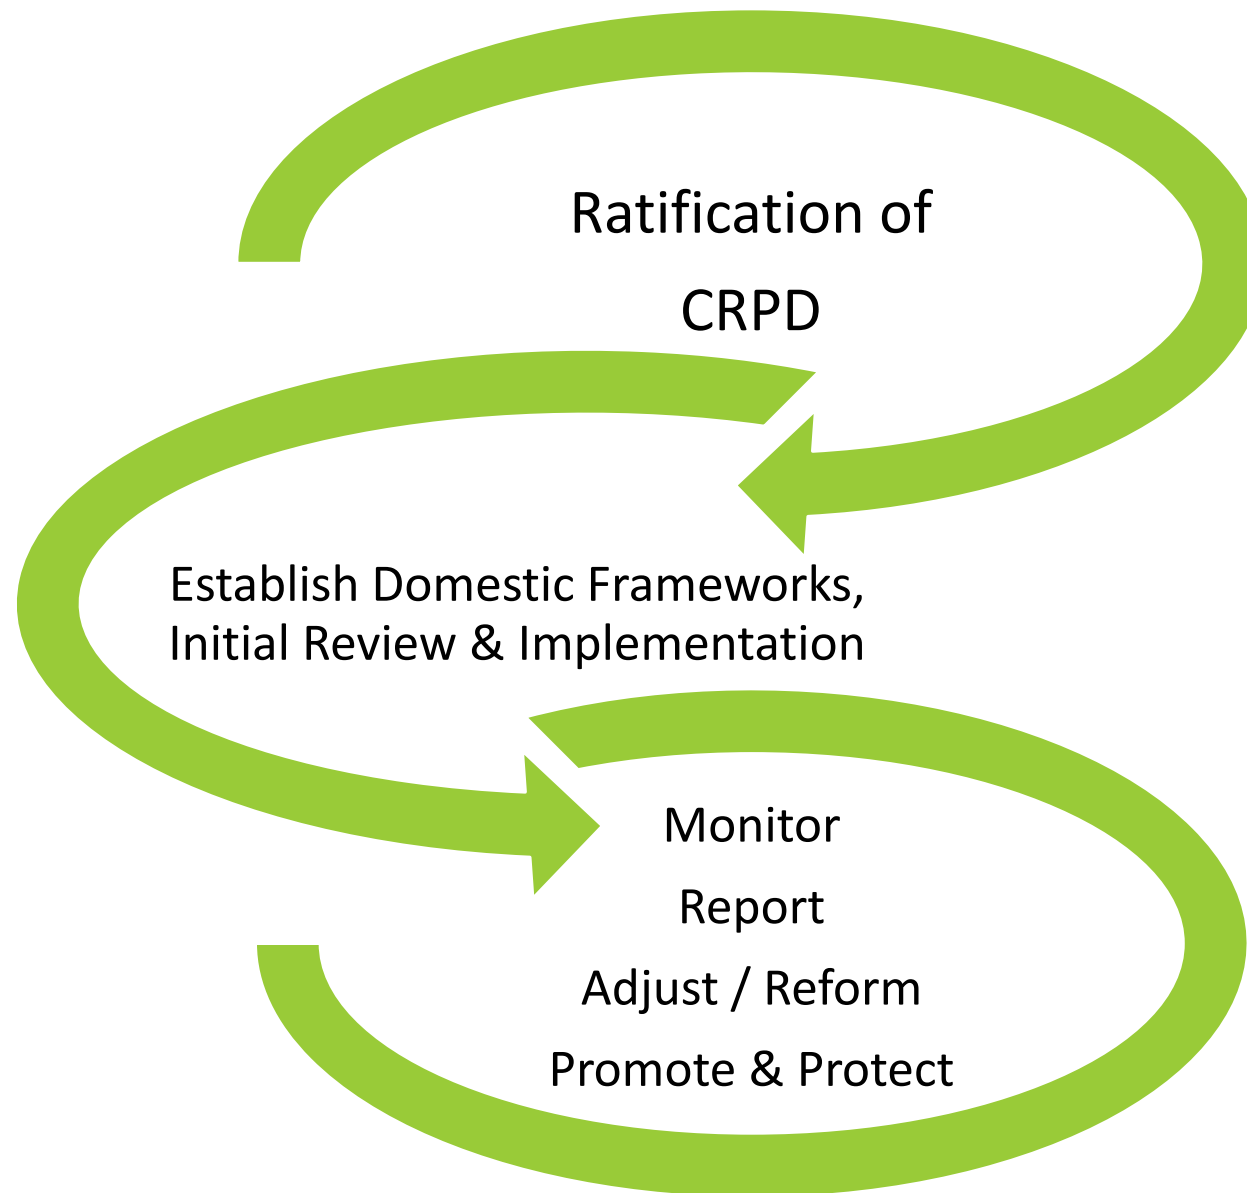 Ratification of
CRPD
Establish Domestic Frameworks,
Initial Review & Implementation
Monitor
Report
Adjust / Reform
Promote & Protect